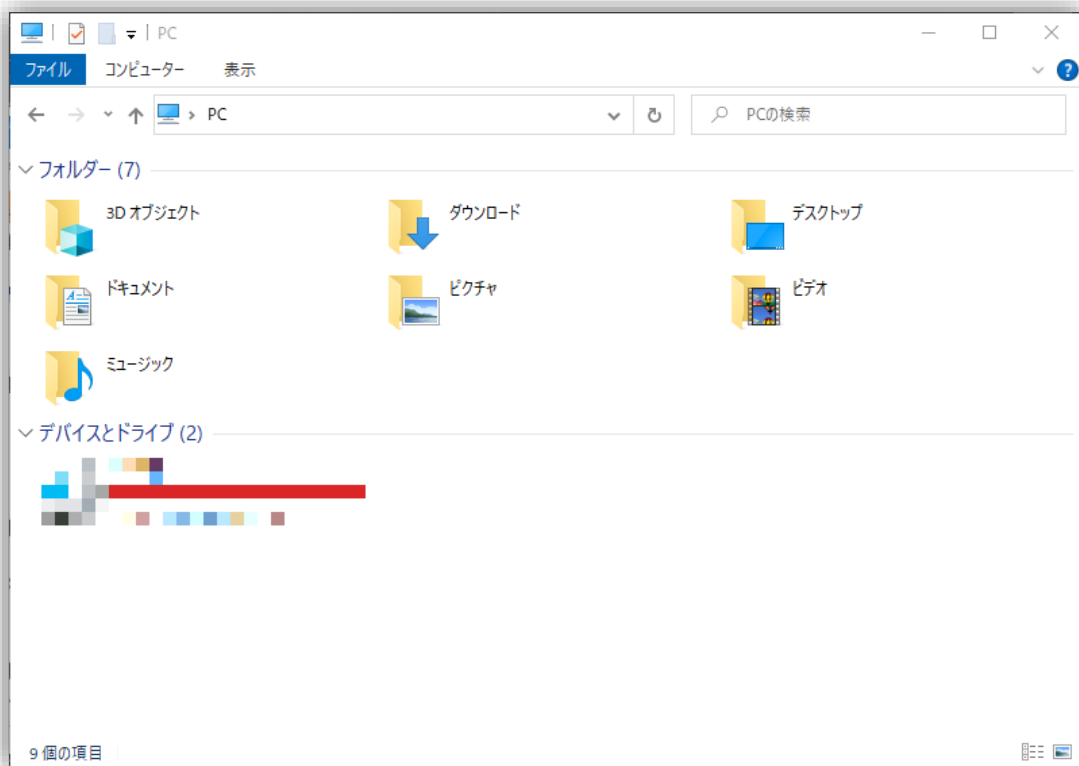 PC
ファイル コンピューター 表示
PC PCの検索
フォルダー (7)
3D オブジェクト ダウンロード デスクトップ
ドキュメント ピクチャ ビデオ
ミュージック
デバイスとドライブ (2)
9 個の項目